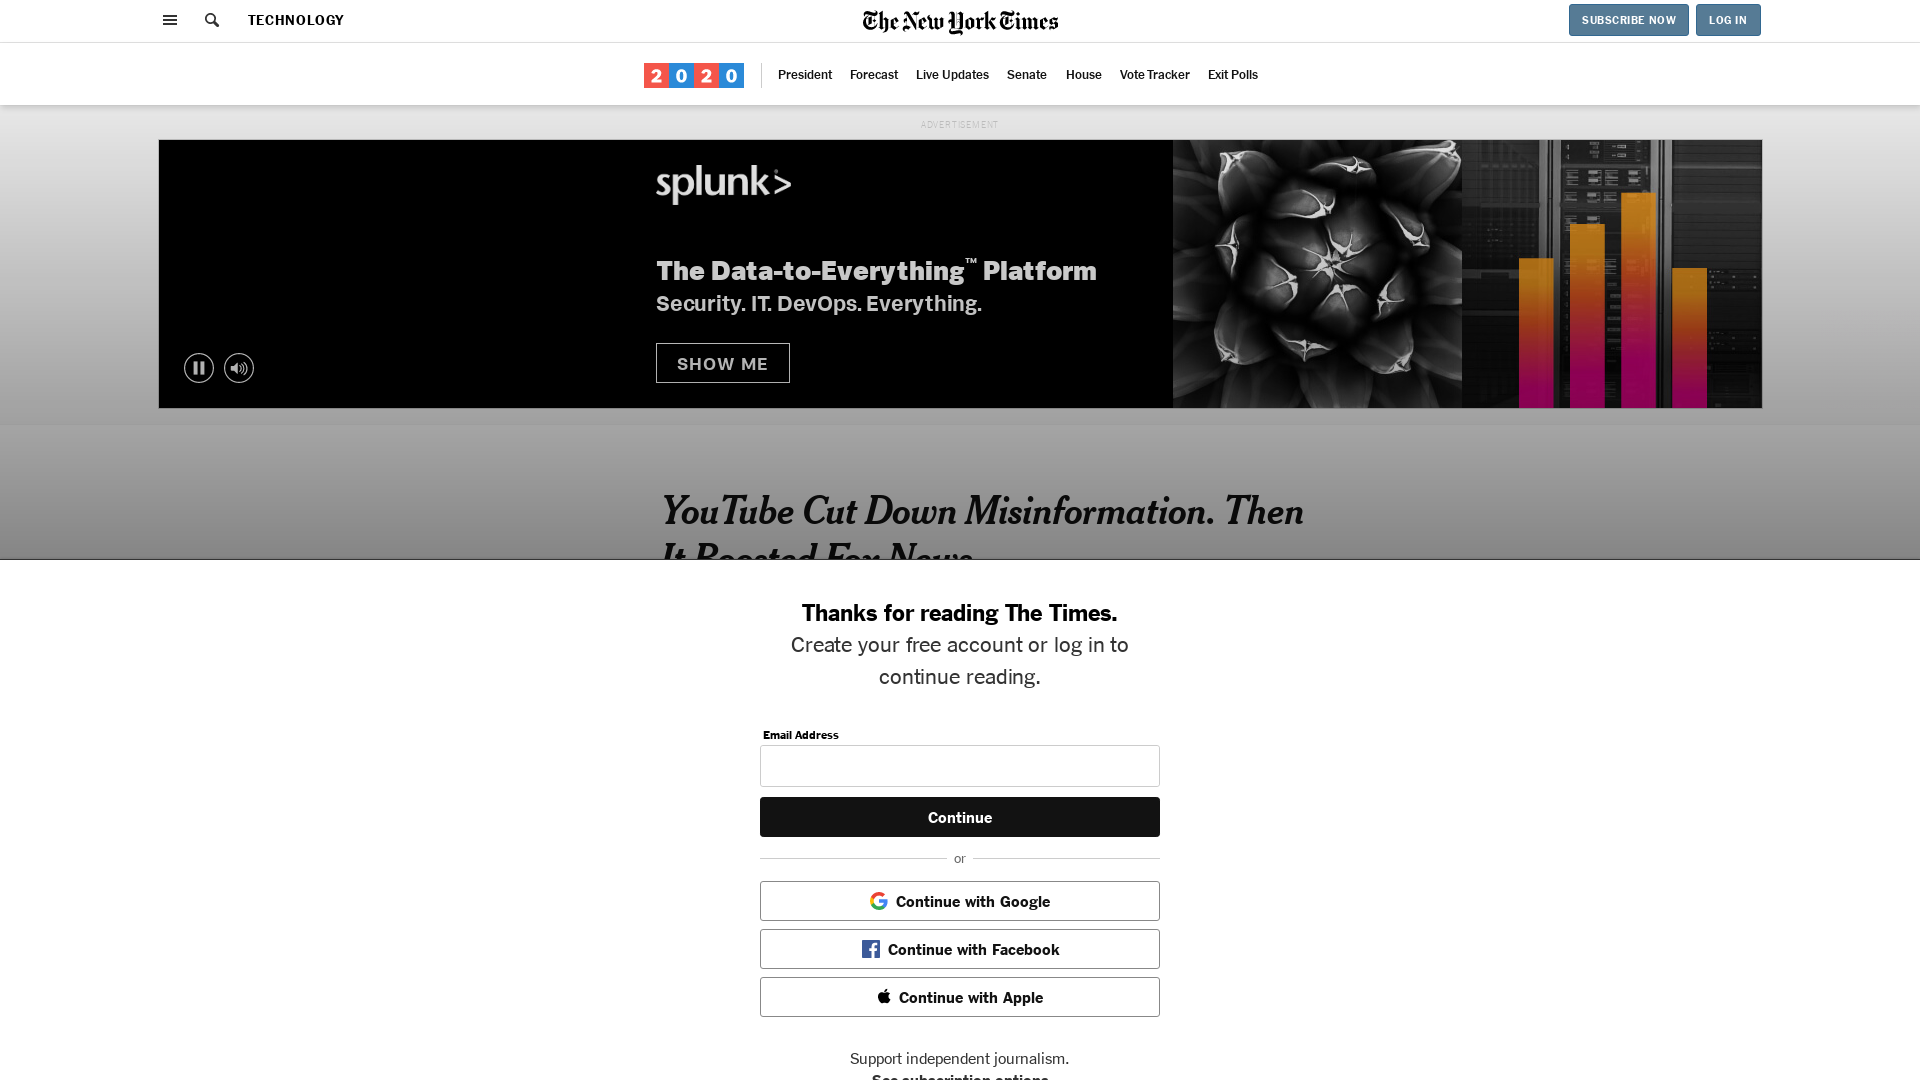 TECHNOLOGY
The New York Times
SUBSCRIBE NOW
LOG IN
2020
President
Forecast
Live Updates
Senate
House
Vote Tracker
Exit Polls
ADVERTISEMENT
splunk>
The Data-to-Everything™ Platform
Security. IT. DevOps. Everything.
SHOW ME
YouTube Cut Down Misinformation. Then
It Boosted Fox News.
Thanks for reading The Times.
Create your free account or log in to
continue reading.
Email Address
Continue
or
Continue with Google
Continue with Facebook
Continue with Apple
Support independent journalism.
See subscription options.